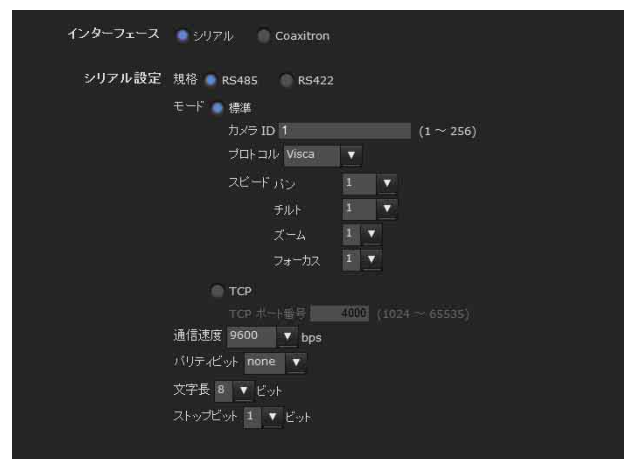 インターフェース シリアル Coaxitron
シリアル設定 規格 RS485 RS422
モード 標準
カメラ ID 1 (1 ～ 256)
プロトコル Visca
スピード パン 1
チルト 1
ズーム 1
フォーカス 1
TCP
TCP ポート番号 4000 (1024 ～ 65535)
通信速度 9600 bps
パリティビット none
文字長 8 ビット
ストップビット 1 ビット